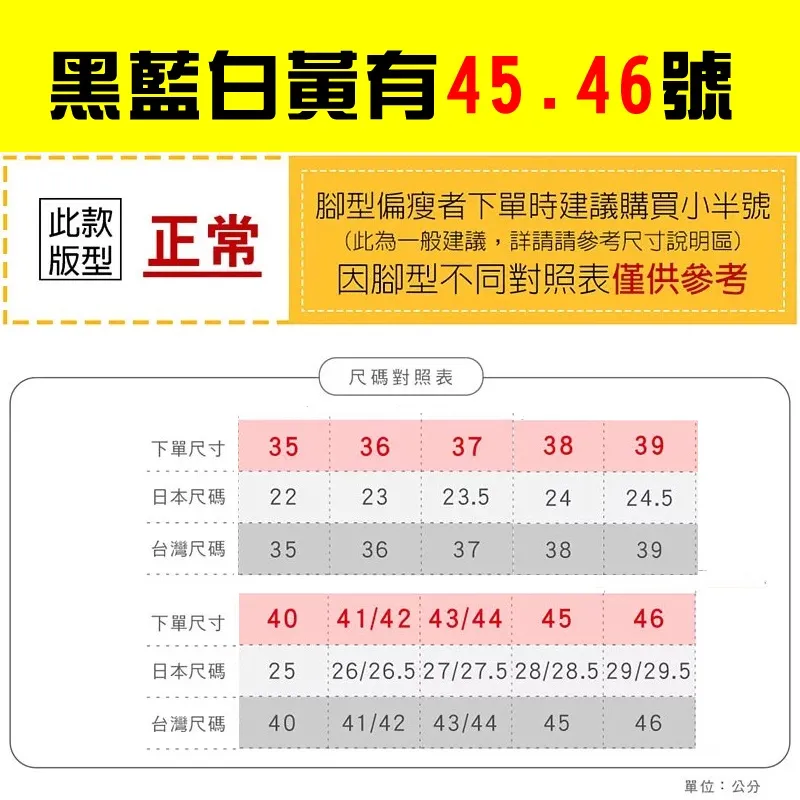 黑藍白黃有45.46號
此款
版型
正常
腳型偏瘦者下單時建議購買小半號
(此為一般建議，詳請請參考尺寸說明區)
因腳型不同對照表僅供參考
尺碼對照表
下單尺寸 35 36 37 38 39
日本尺碼 22 23 23.5 24 24.5
台灣尺碼 35 36 37 38 39
下單尺寸 40 41/42 43/44 45 46
日本尺碼 25 26/26.5 27/27.5 28/28.5 29/29.5
台灣尺碼 40 41/42 43/44 45 46
單位：公分